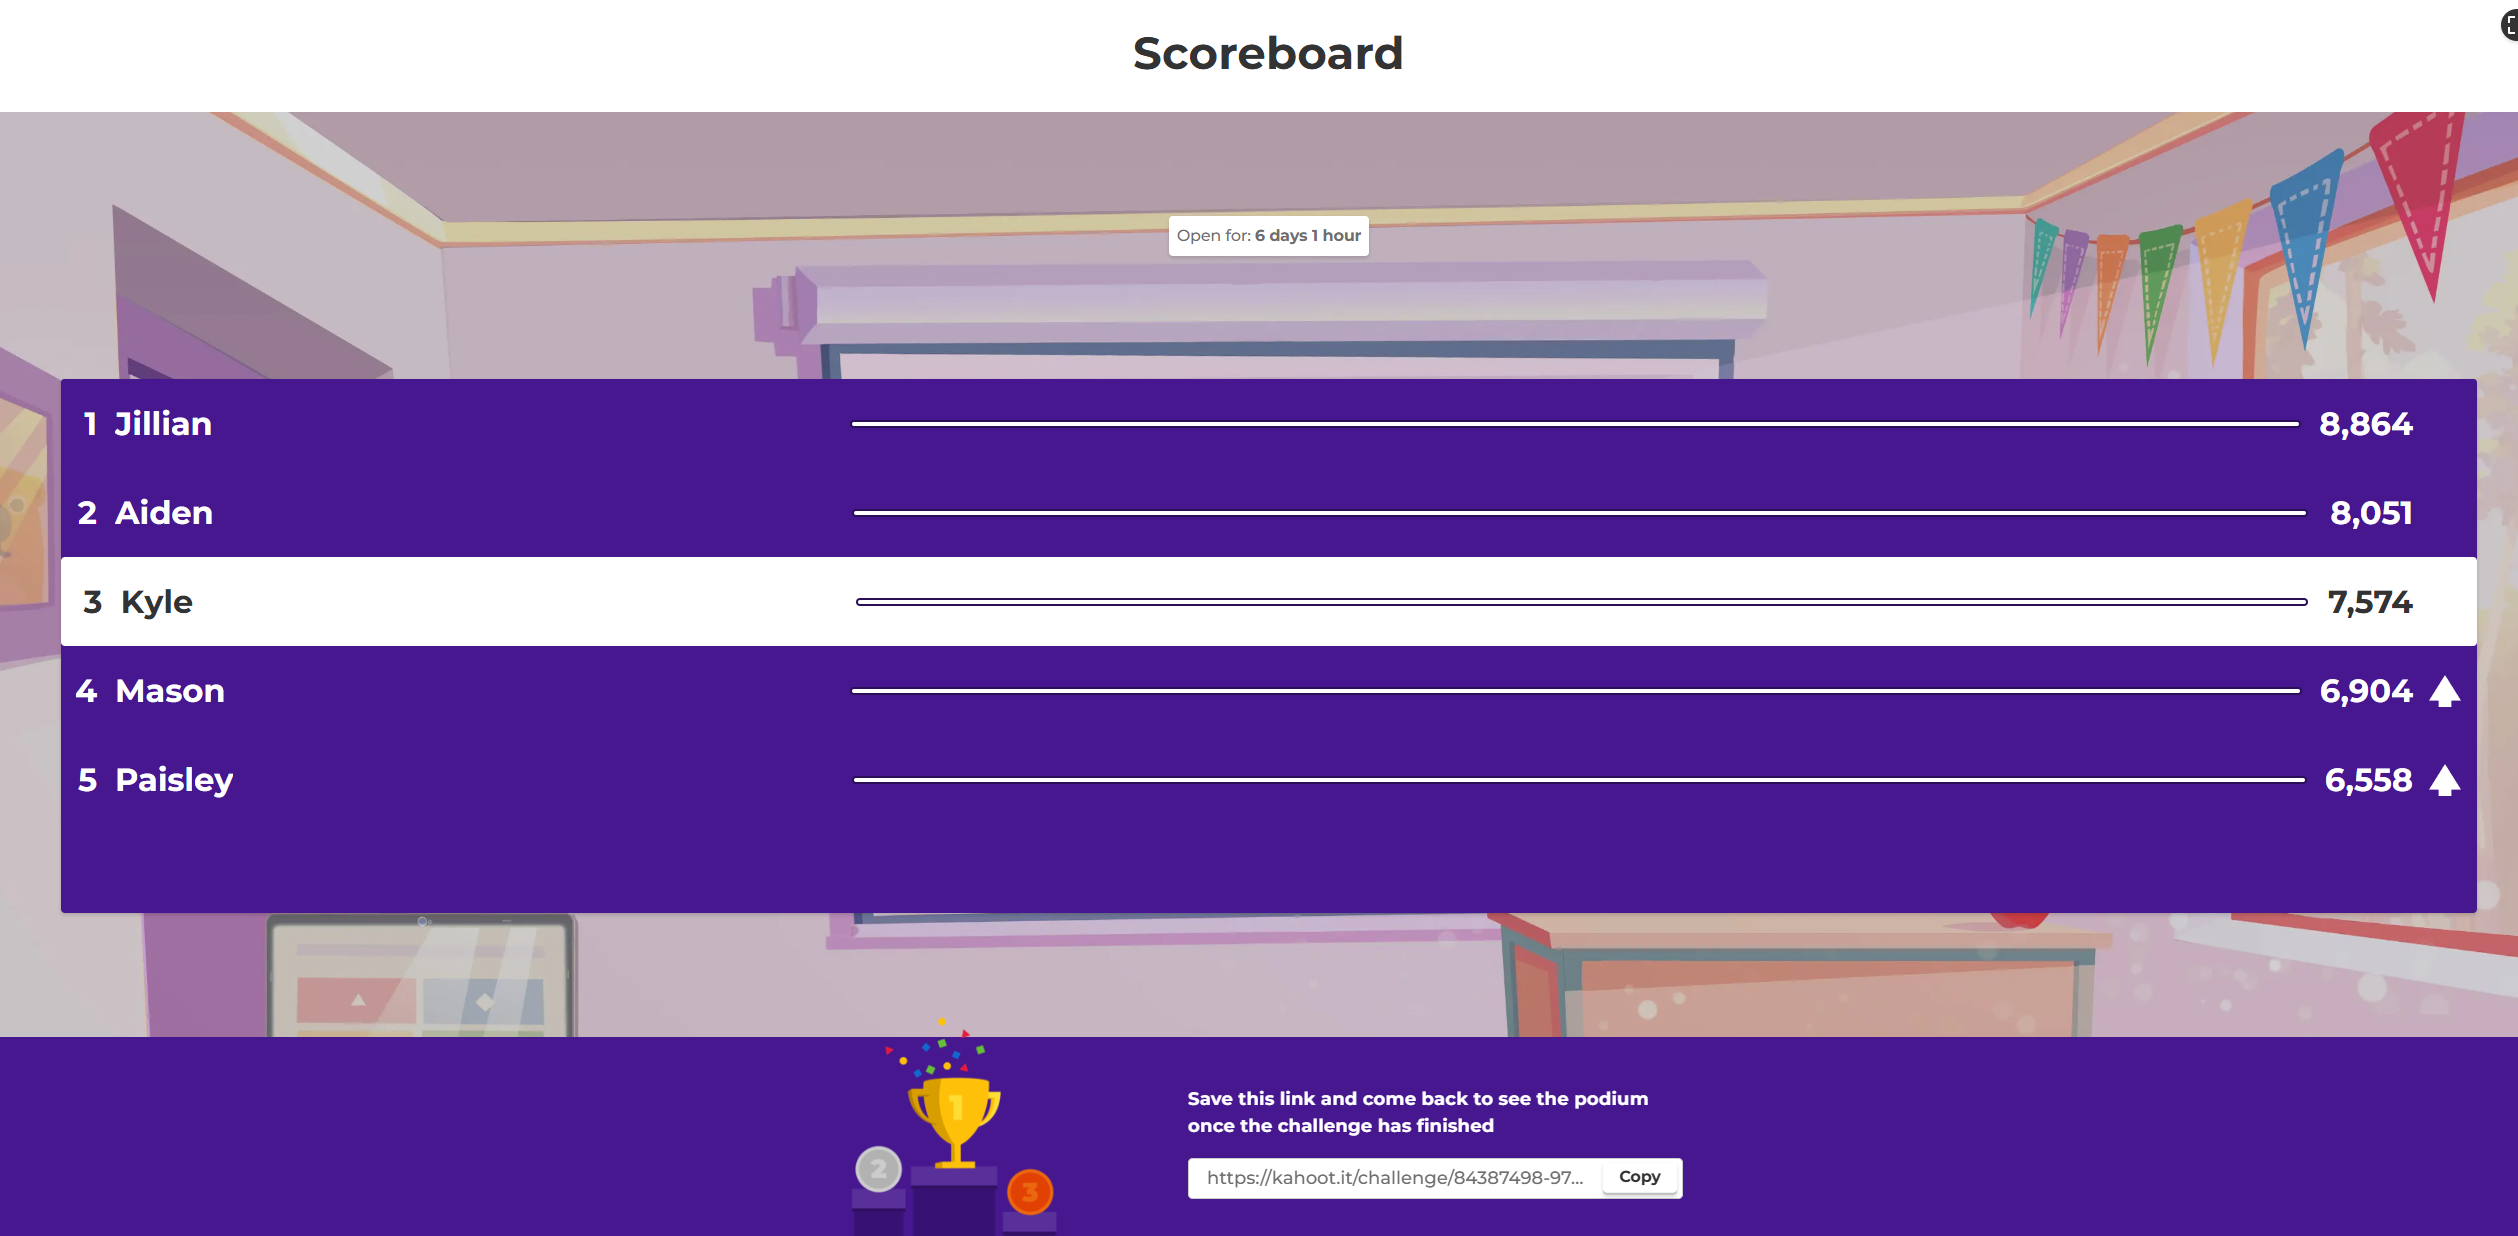 Scoreboard
Open for: 6 days 1 hour
1 Jillian 8,864
2 Aiden 8,051
3 Kyle 7,574
4 Mason 6,904
5 Paisley 6,558
1
2
3
Save this link and come back to see the podium
once the challenge has finished
https://kahoot.it/challenge/84387498-97... Copy